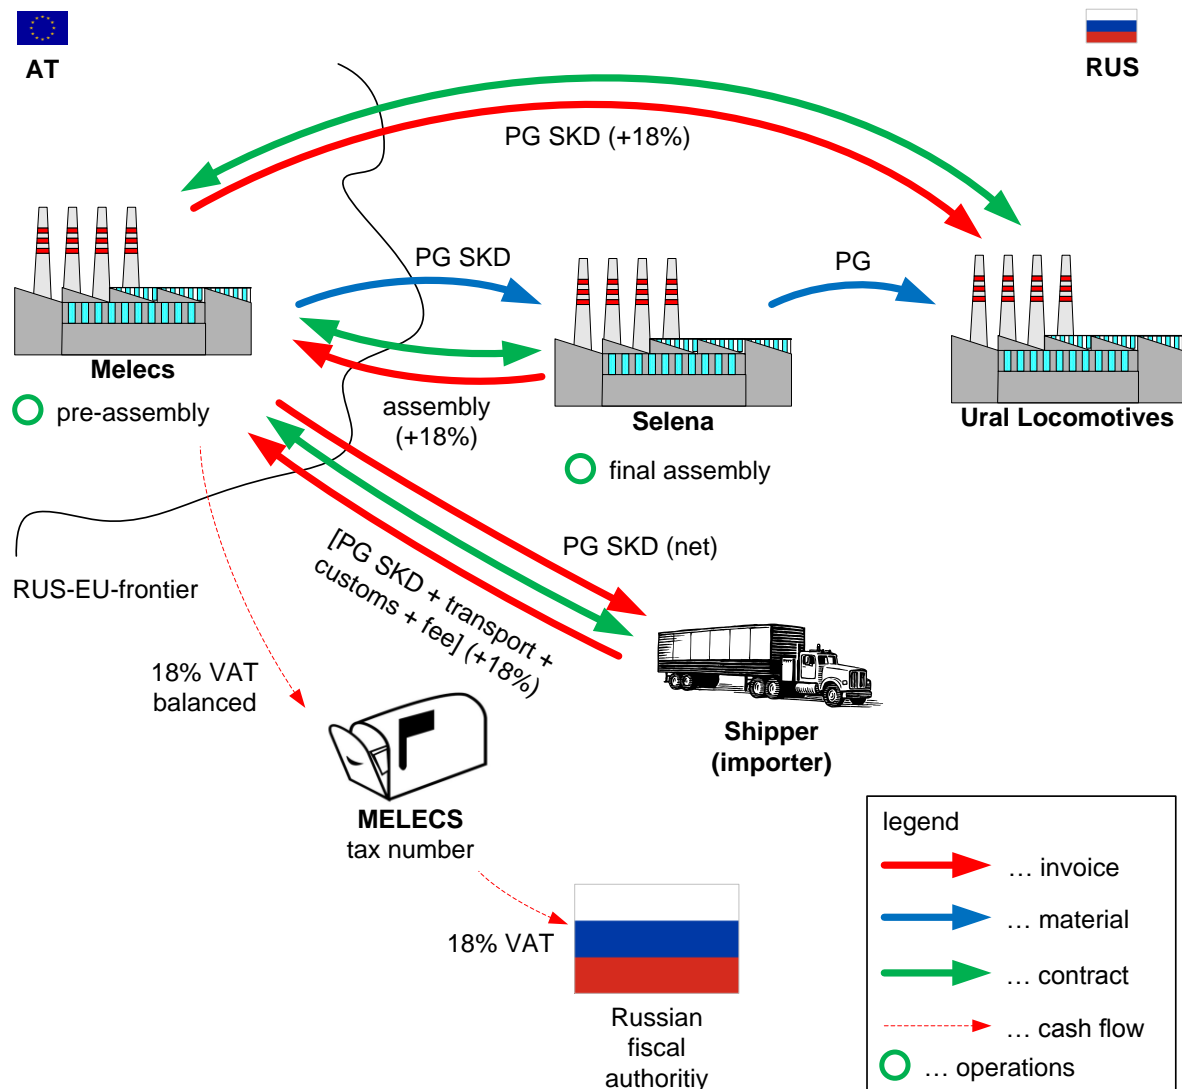 AT
RUS
PG SKD (+18%)
PG SKD
PG
Melecs
pre-assembly
assembly
(+18%)
Selena
final assembly
Ural Locomotives
RUS-EU-frontier
PG SKD (net)
[PG SKD + transport +
customs + fee] (+18%)
18% VAT
balanced
Shipper
(importer)
MELECS
tax number
18% VAT
Russian
fiscal
authoritiy
legend
… invoice
… material
… contract
… cash flow
… operations